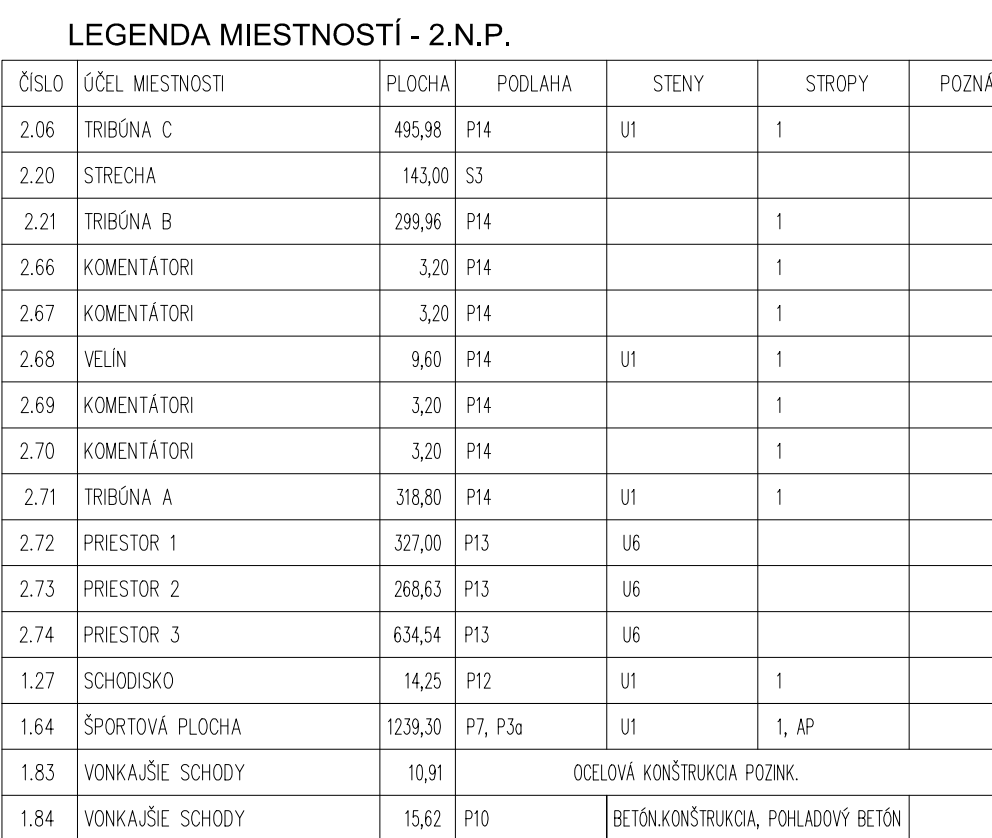 LEGENDA MIESTNOSTÍ - 2.N.P.
ČÍSLO ÚČEL MIESTNOSTI PLOCHA PODLAHA STENY STROPY POZNÁ
2.06 TRIBÚNA C 495,98 P14 U1 1
2.20 STRECHA 143,00 S3
2.21 TRIBÚNA B 299,96 P14 1
2.66 KOMENTÁTORI 3,20 P14 1
2.67 KOMENTÁTORI 3,20 P14 1
2.68 VELÍN 9,60 P14 U1 1
2.69 KOMENTÁTORI 3,20 P14 1
2.70 KOMENTÁTORI 3,20 P14 1
2.71 TRIBÚNA A 318,80 P14 U1 1
2.72 PRIESTOR 1 327,00 P13 U6
2.73 PRIESTOR 2 268,63 P13 U6
2.74 PRIESTOR 3 634,54 P13 U6
1.27 SCHODISKO 14,25 P12 U1 1
1.64 ŠPORTOVÁ PLOCHA 1239,30 P7, P3a U1 1, AP
1.83 VONKAJŠIE SCHODY 10,91 OCELOVÁ KONŠTRUKCIA POZINK.
1.84 VONKAJŠIE SCHODY 15,62 P10 BETÓN.KONŠTRUKCIA, POHLADOVÝ BETÓN